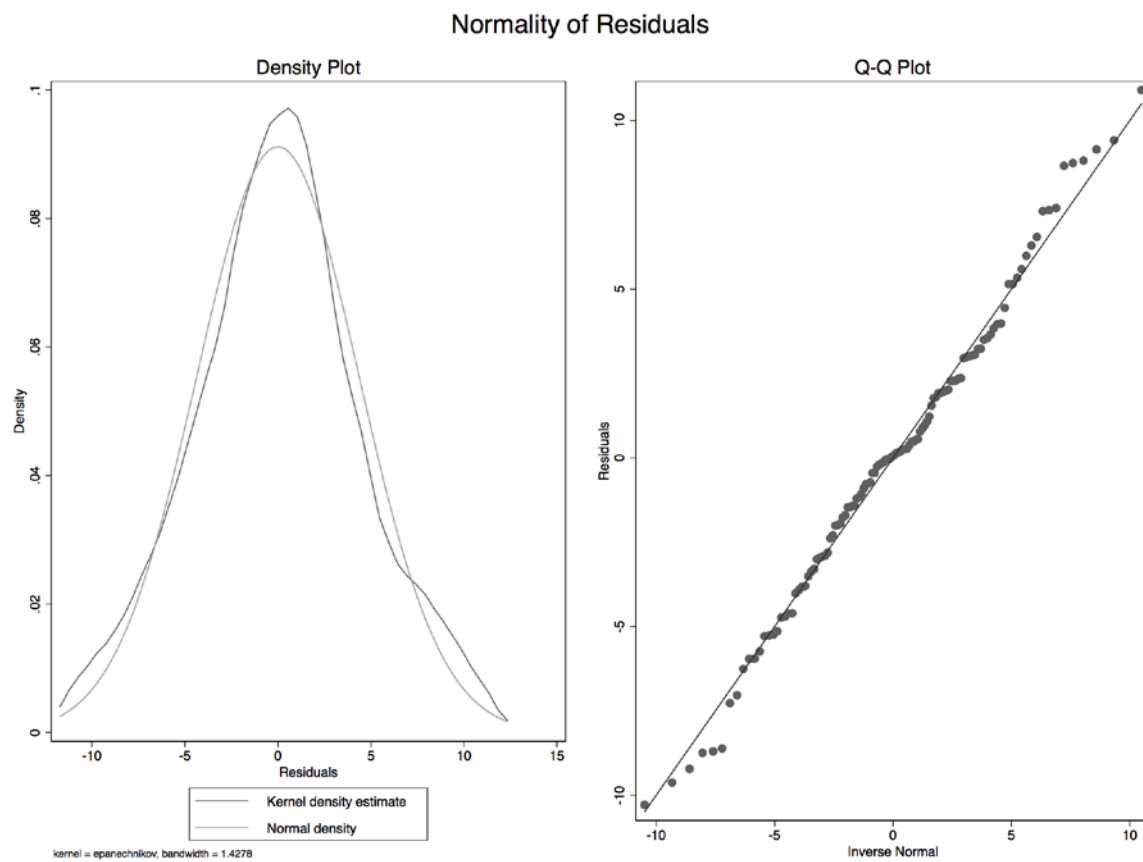 Normality of Residuals
Density Plot
.1
.08
.06
.04
.02
0
Density
-10
-5
0
5
10
15
Residuals
Kernel density estimate
Normal density
kernel = epanechnikov, bandwidth = 1.4278
Q-Q Plot
10
5
0
-5
-10
Residuals
-10
-5
0
5
10
Inverse Normal